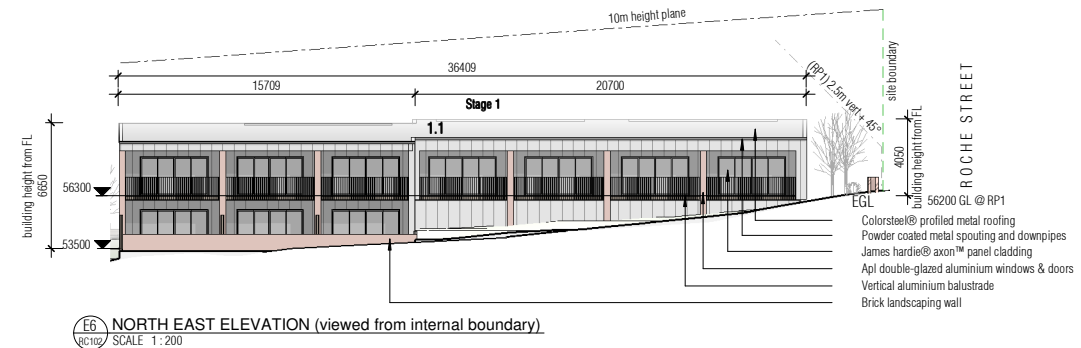 10m height plane
36409
15709
20700
Stage 1
1.1
(RP1) 2.5m vert + 45°
site boundary
ROCHE STREET
building height from FL
6650
56300
53500
building height from FL
4050
EGL
56200 GL @ RP1
Colorsteel® profiled metal roofing
Powder coated metal spouting and downpipes
James hardie® axon™ panel cladding
Apl double-glazed aluminium windows & doors
Vertical aluminium balustrade
Brick landscaping wall
E6
RC102
NORTH EAST ELEVATION (viewed from internal boundary)
SCALE 1 : 200